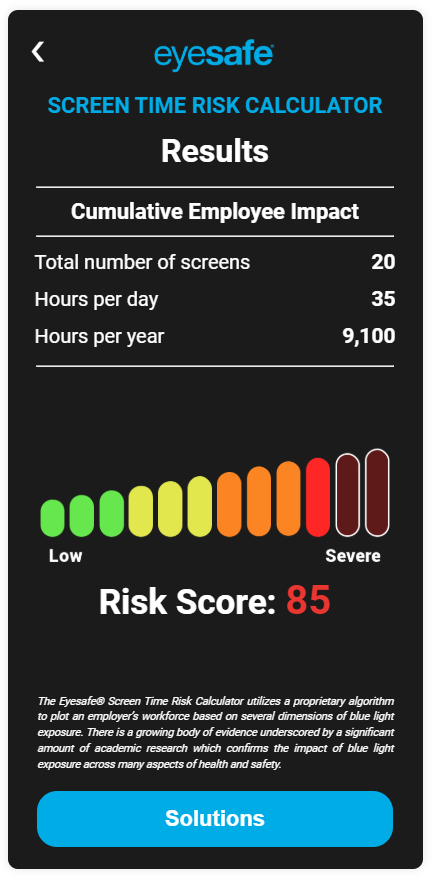 eyesafe®
SCREEN TIME RISK CALCULATOR
Results
Cumulative Employee Impact
Total number of screens 20
Hours per day 35
Hours per year 9,100
Low Severe
Risk Score: 85
The Eyesafe® Screen Time Risk Calculator utilizes a proprietary algorithm
to plot an employer's workforce based on several dimensions of blue light
exposure. There is a growing body of evidence underscored by a significant
amount of academic research which confirms the impact of blue light
exposure across many aspects of health and safety.
Solutions